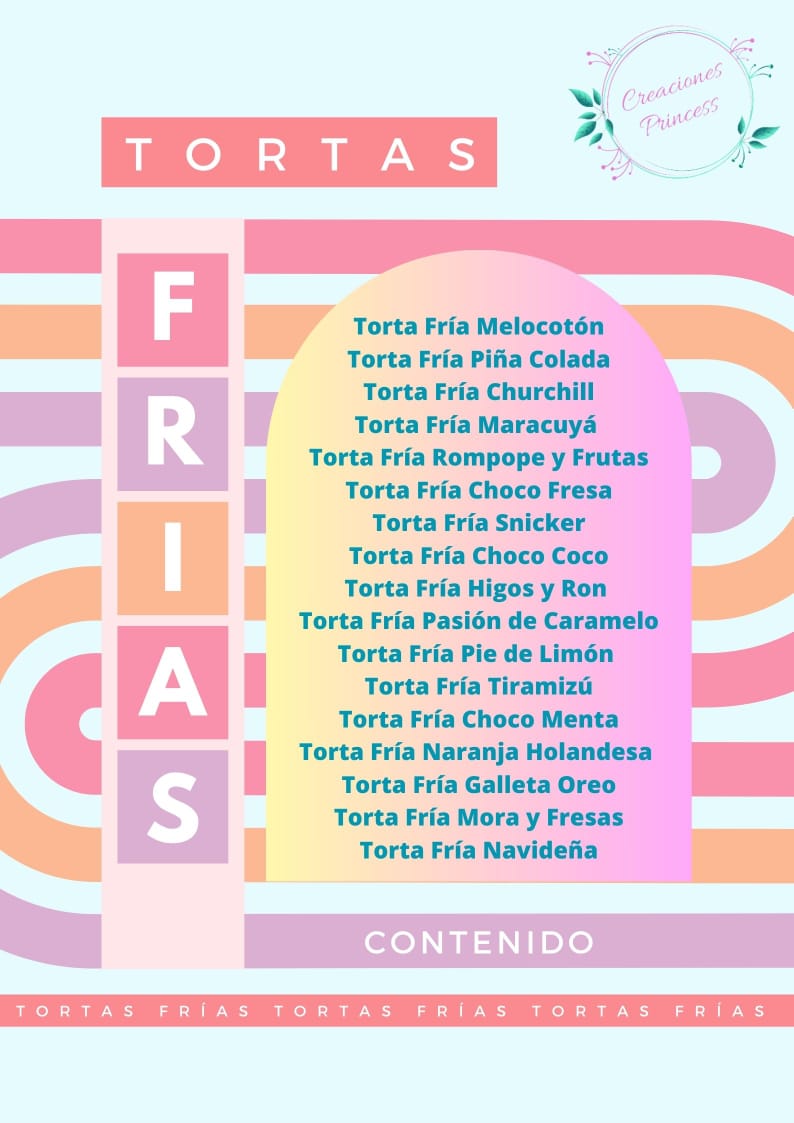 Creaciones
Princess
TORTAS
FRIAS
Torta Fría Melocotón
Torta Fría Piña Colada
Torta Fría Churchill
Torta Fría Maracuyá
Torta Fría Rompope y Frutas
Torta Fría Choco Fresa
Torta Fría Snicker
Torta Fría Choco Coco
Torta Fría Higos y Ron
Torta Fría Pasión de Caramelo
Torta Fría Pie de Limón
Torta Fría Tiramizú
Torta Fría Choco Menta
Torta Fría Naranja Holandesa
Torta Fría Galleta Oreo
Torta Fría Mora y Fresas
Torta Fría Navideña
CONTENIDO
TORTAS FRÍAS TORTAS FRÍAS TORTAS FRÍAS